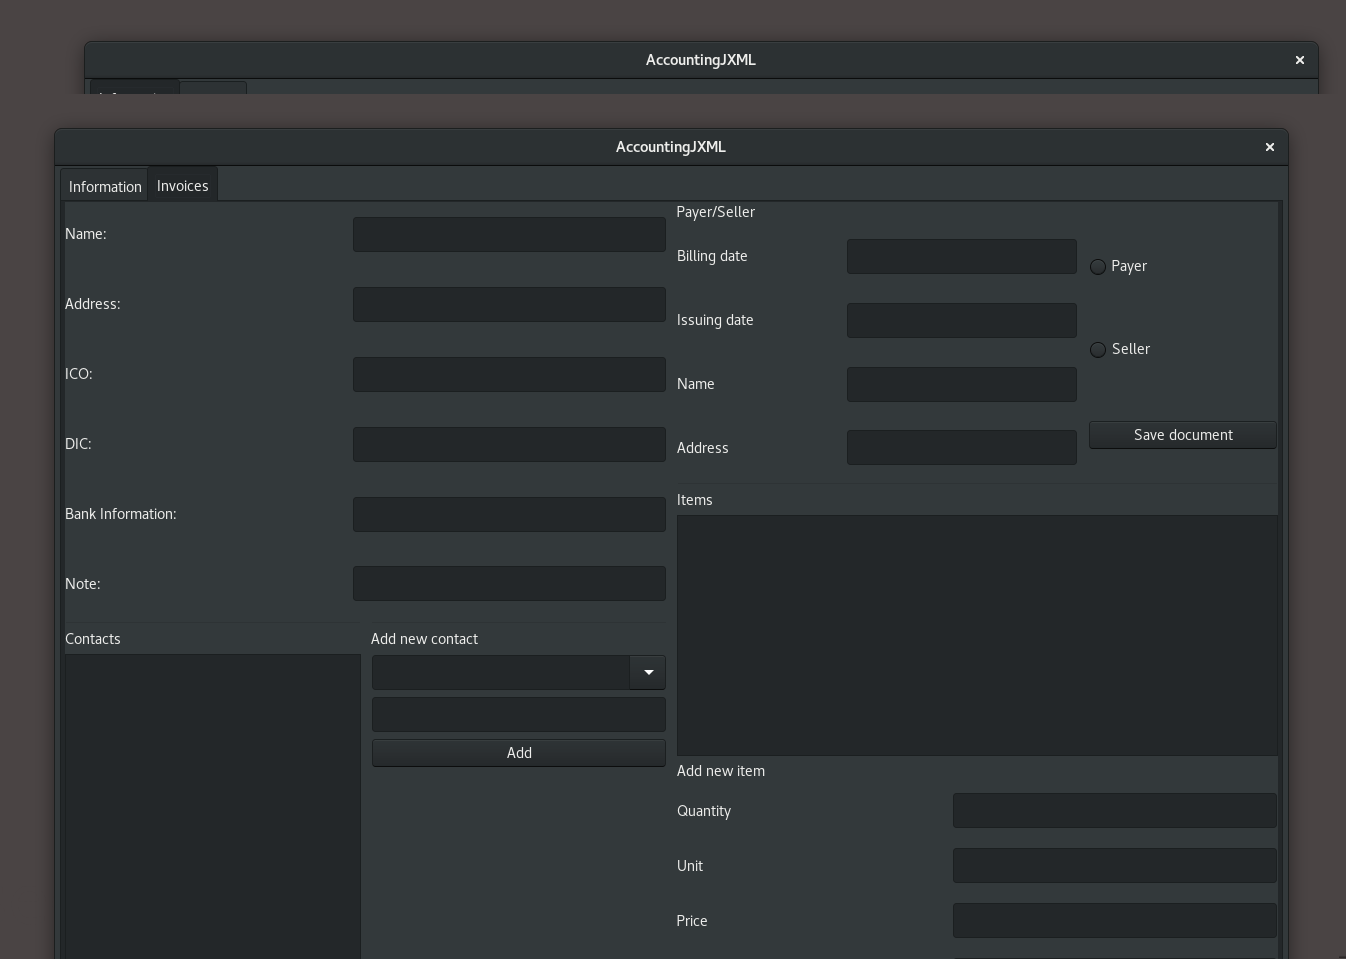 AccountingJXML
AccountingJXML
Information
Invoices
Name:
Address:
ICO:
DIC:
Bank Information:
Note:
Contacts
Add new contact
Add
Payer/Seller
Billing date
Payer
Issuing date
Seller
Name
Address
Save document
Items
Add new item
Quantity
Unit
Price